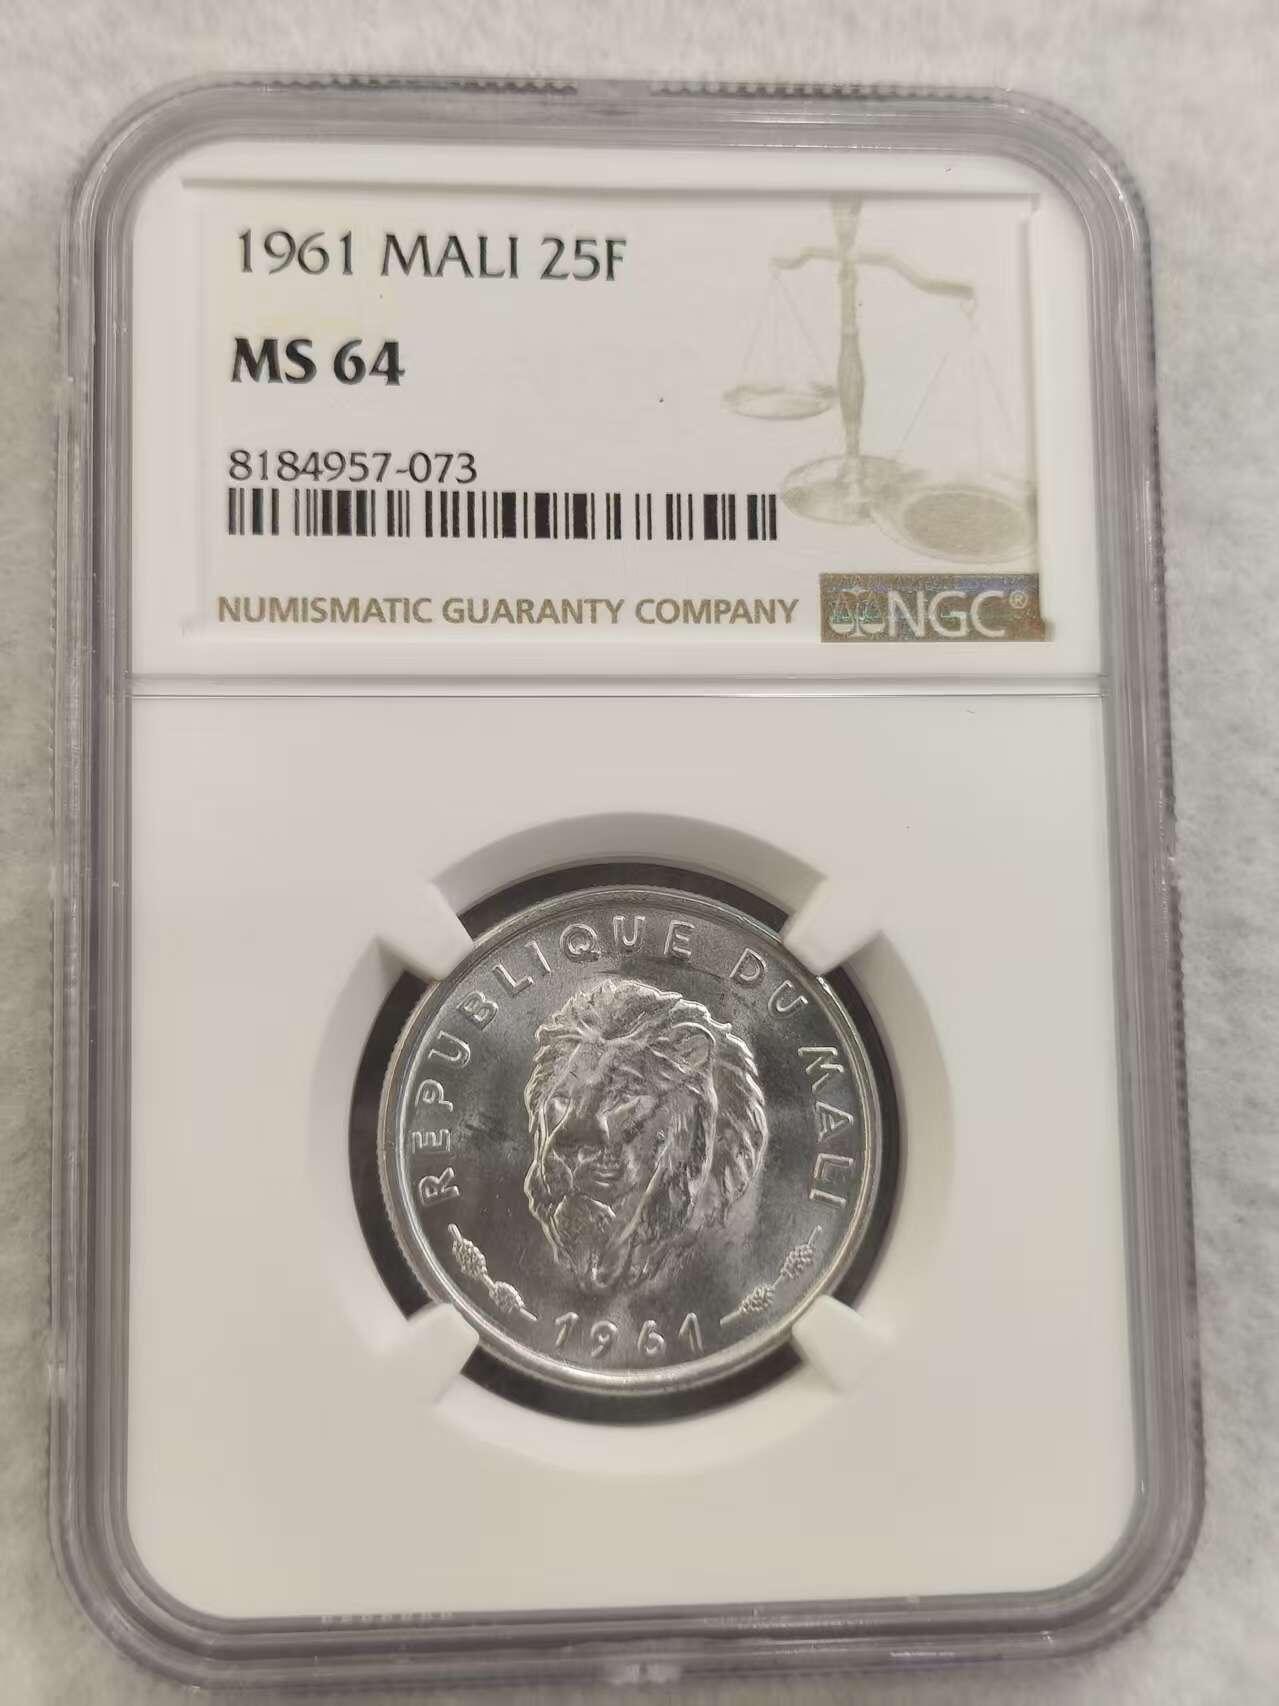 1961 MALI 25F
MS 64
8184957-073
NUMISMATIC GUARANTY COMPANY
NGC®
REPUBLIQUE DU MALI
1961